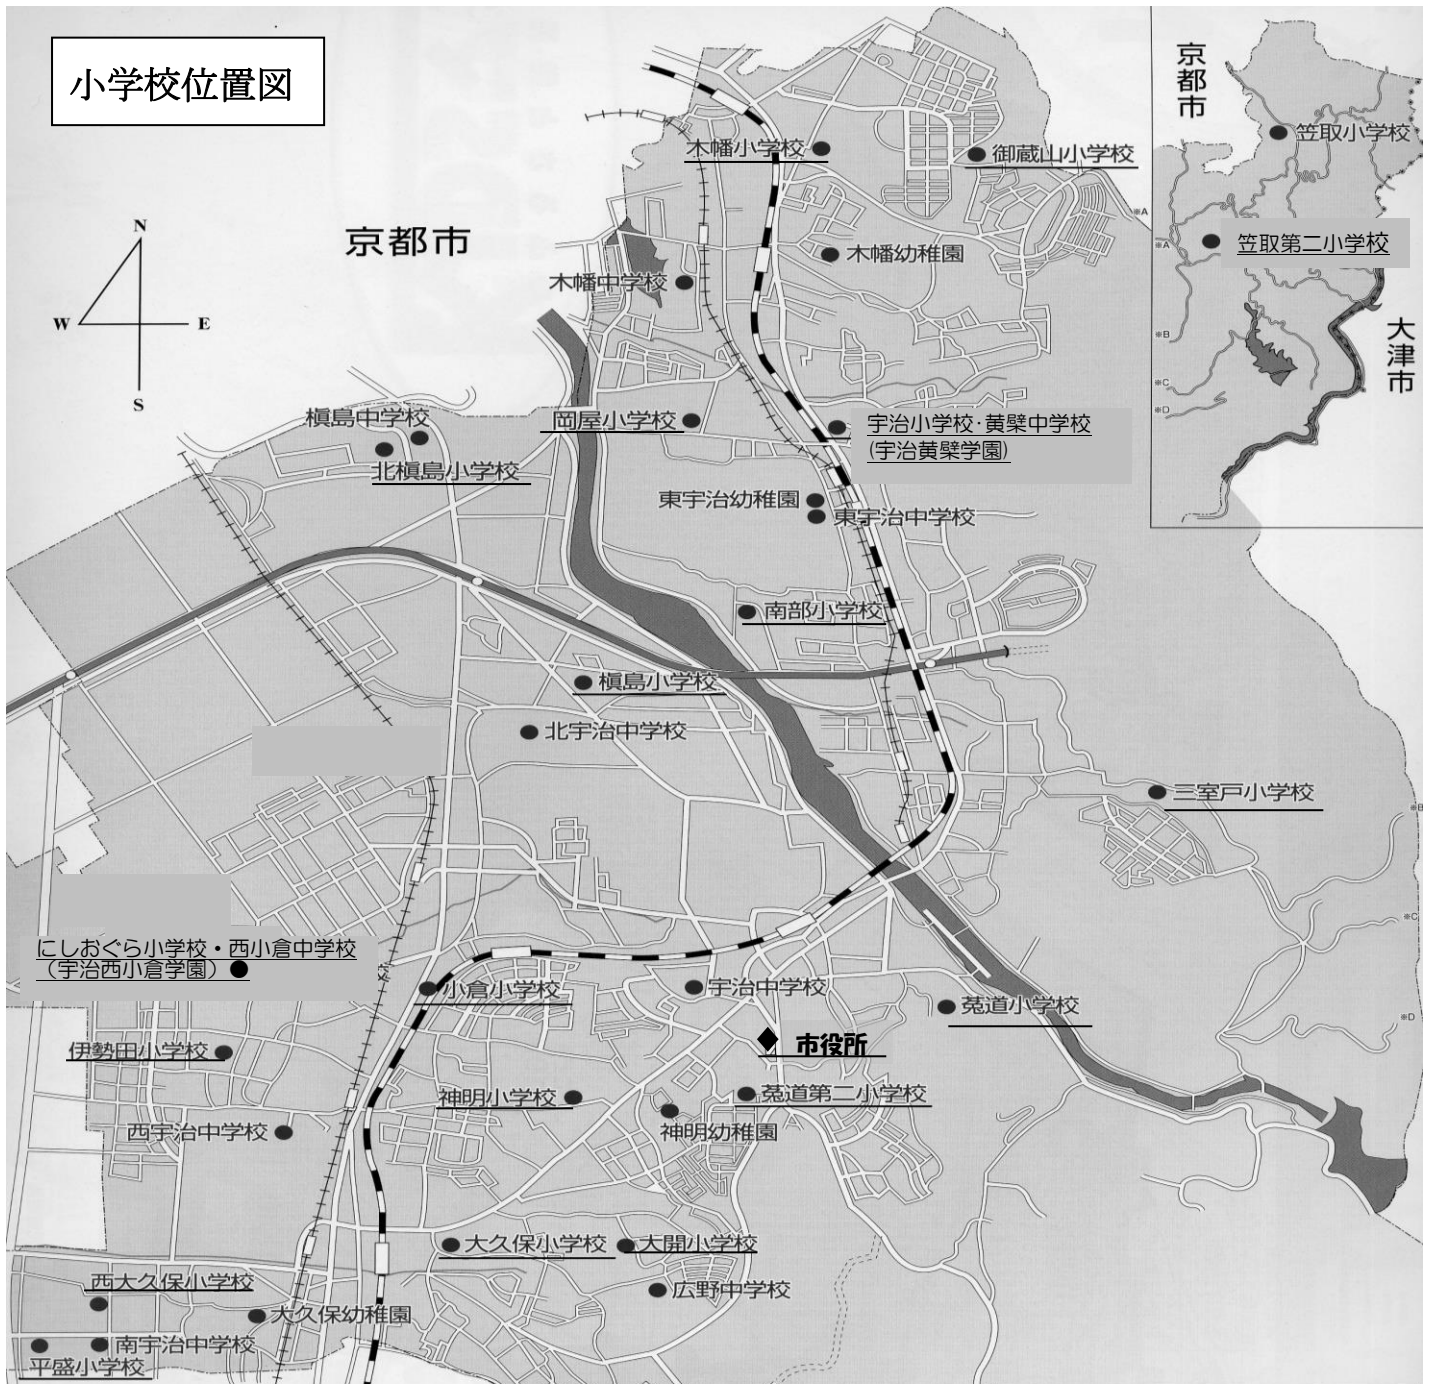 小学校位置図
京都市
木幡小学校
御蔵山小学校
笠取小学校
※A
N
京都市
※A
笠取第二小学校
木幡幼稚園
木幡中学校
W
E
※B
大津市
※C
S
※D
槇島中学校
岡屋小学校
宇治小学校・黄檗中学校
(宇治黄檗学園)
北槇島小学校
東宇治幼稚園
東宇治中学校
南部小学校
槇島小学校
北宇治中学校
三室戸小学校
※B
※C
にしおぐら小学校・西小倉中学校
(宇治西小倉学園)
小倉小学校
宇治中学校
菟道小学校
※D
市役所
伊勢田小学校
神明小学校
菟道第二小学校
西宇治中学校
神明幼稚園
大久保小学校
大開小学校
西大久保小学校
広野中学校
大久保幼稚園
南宇治中学校
平盛小学校